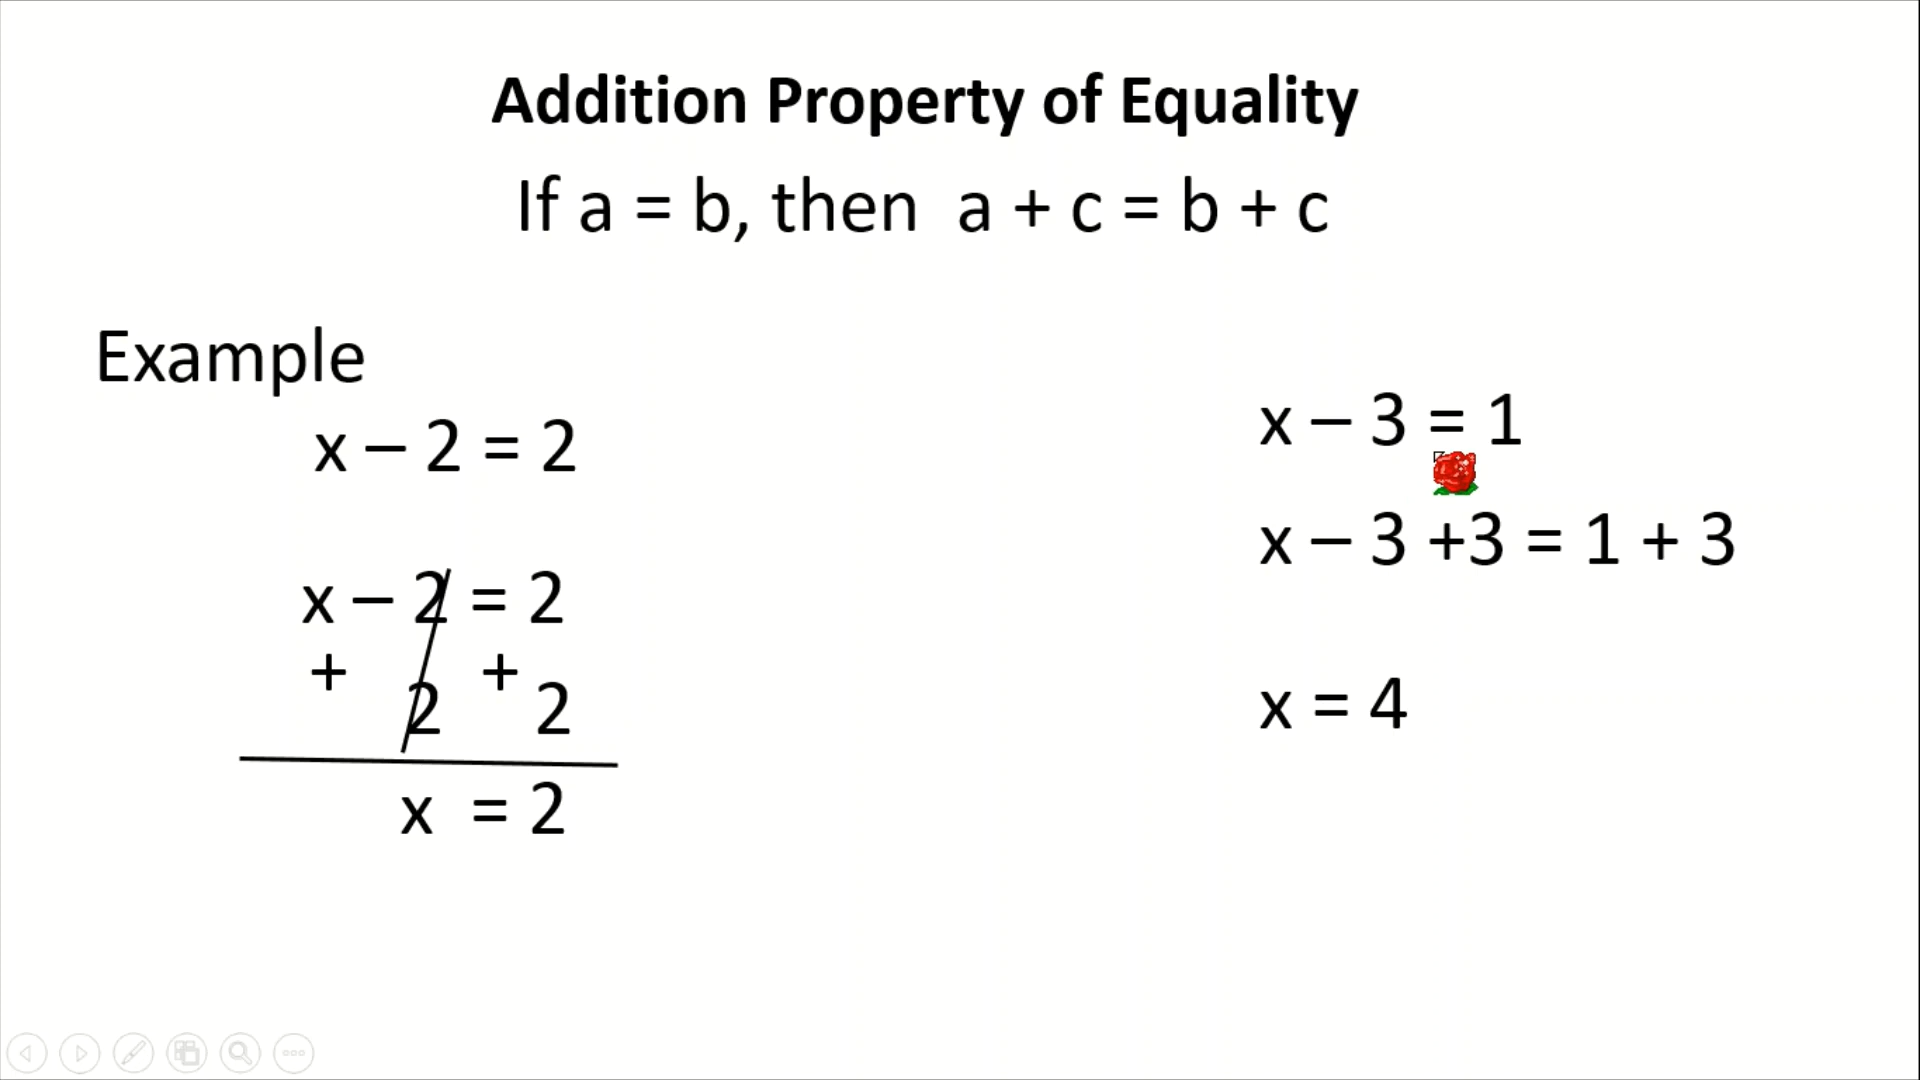 Addition Property of Equality
If a = b, then a + c = b + c
Example
x – 2 = 2
x – 2 = 2
+ +
2 2
x = 2
x – 3 = 1
x – 3 +3 = 1 + 3
x = 4